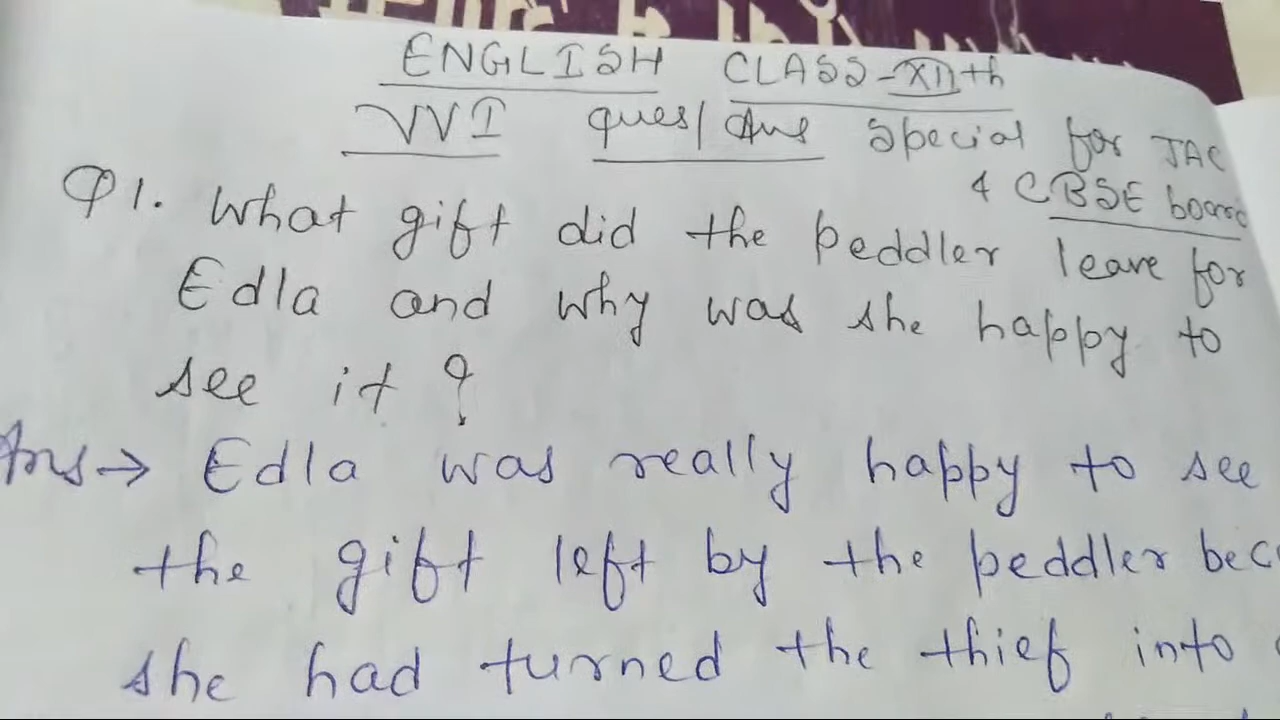 ENGLISH CLASS-XIIth
VVI ques/Ans special for JAC
& CBSE board
Q1. What gift did the peddler leave for
Edla and why was she happy to
see it?
Ans→ Edla was really happy to see
the gift left by the peddler bec
she had turned the thief into